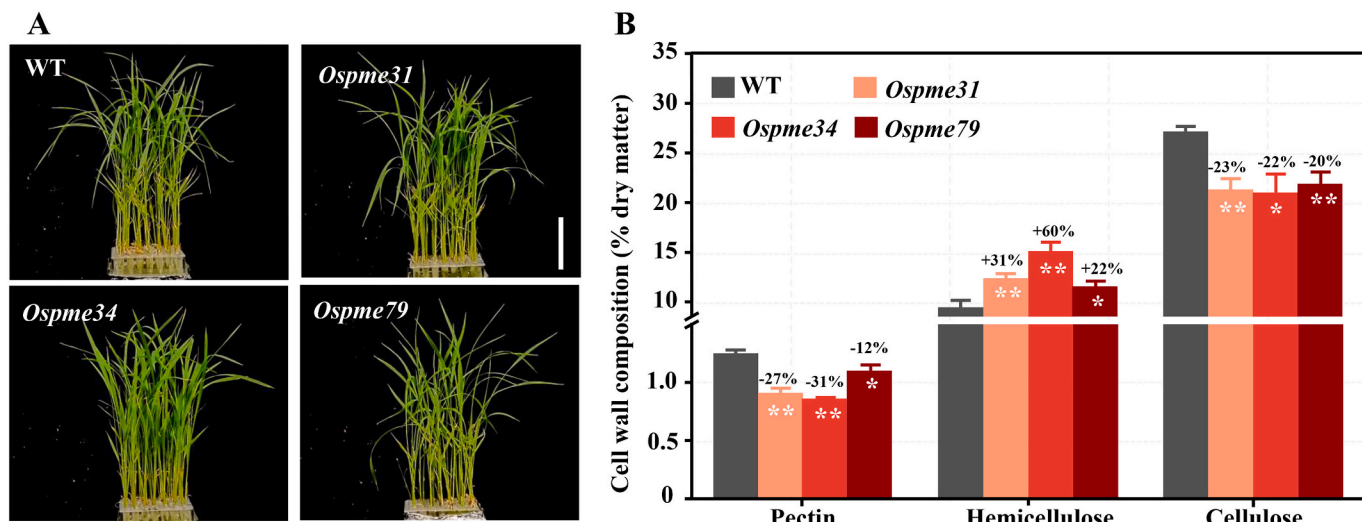 A
WT
Ospme31
Ospme34
Ospme79
B
Cell wall composition (% dry matter)
35
30
25
20
15
10
1.0
0.5
0
WT
Ospme31
Ospme34
Ospme79
-27%
-31%
-12%
+31%
+60%
+22%
-23%
-22%
-20%
**
**
*
**
**
*
**
*
**
Pectin
Hemicellulose
Cellulose